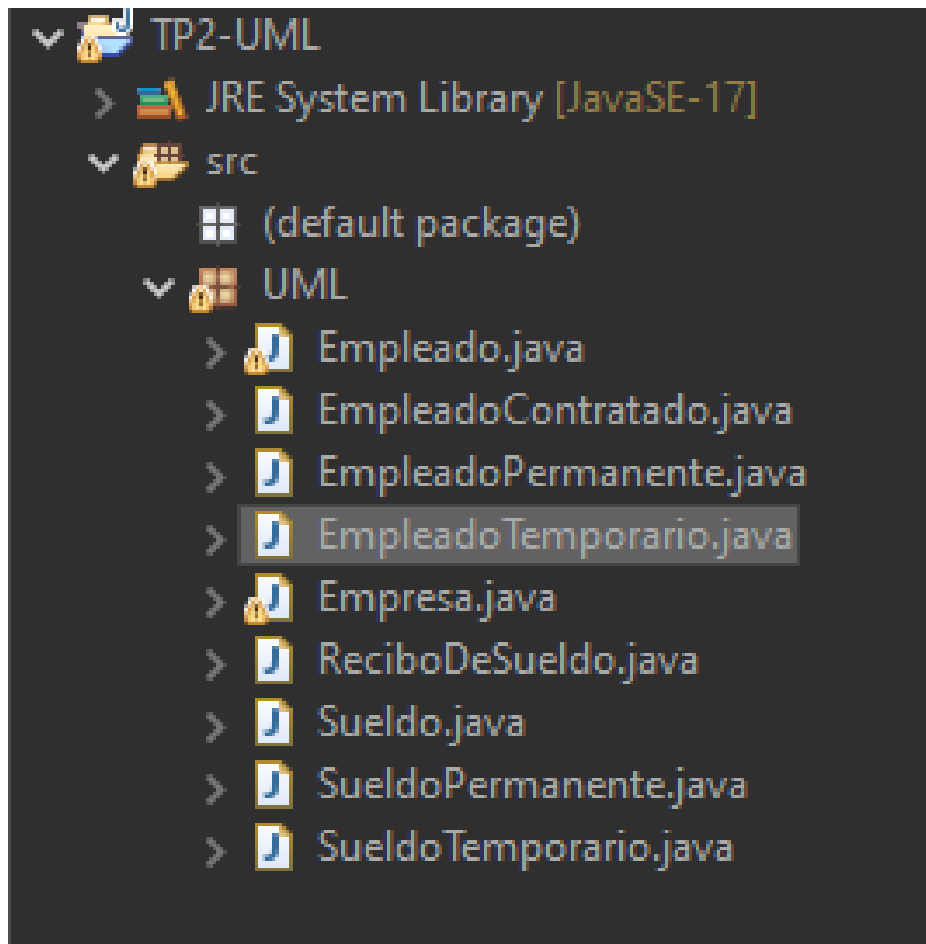 TP2-UML
JRE System Library [JavaSE-17]
src
(default package)
UML
Empleado.java
EmpleadoContratado.java
EmpleadoPermanente.java
EmpleadoTemporario.java
Empresa.java
ReciboDeSueldo.java
Sueldo.java
SueldoPermanente.java
SueldoTemporario.java